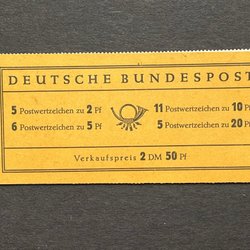 DEUTSCHE BUNDESPOST
5 Postwertzeichen zu 2 Pf
11 Postwertzeichen zu 10 Pf
6 Postwertzeichen zu 5 Pf
5 Postwertzeichen zu 20 Pf
Verkaufspreis 2 DM 50 Pf